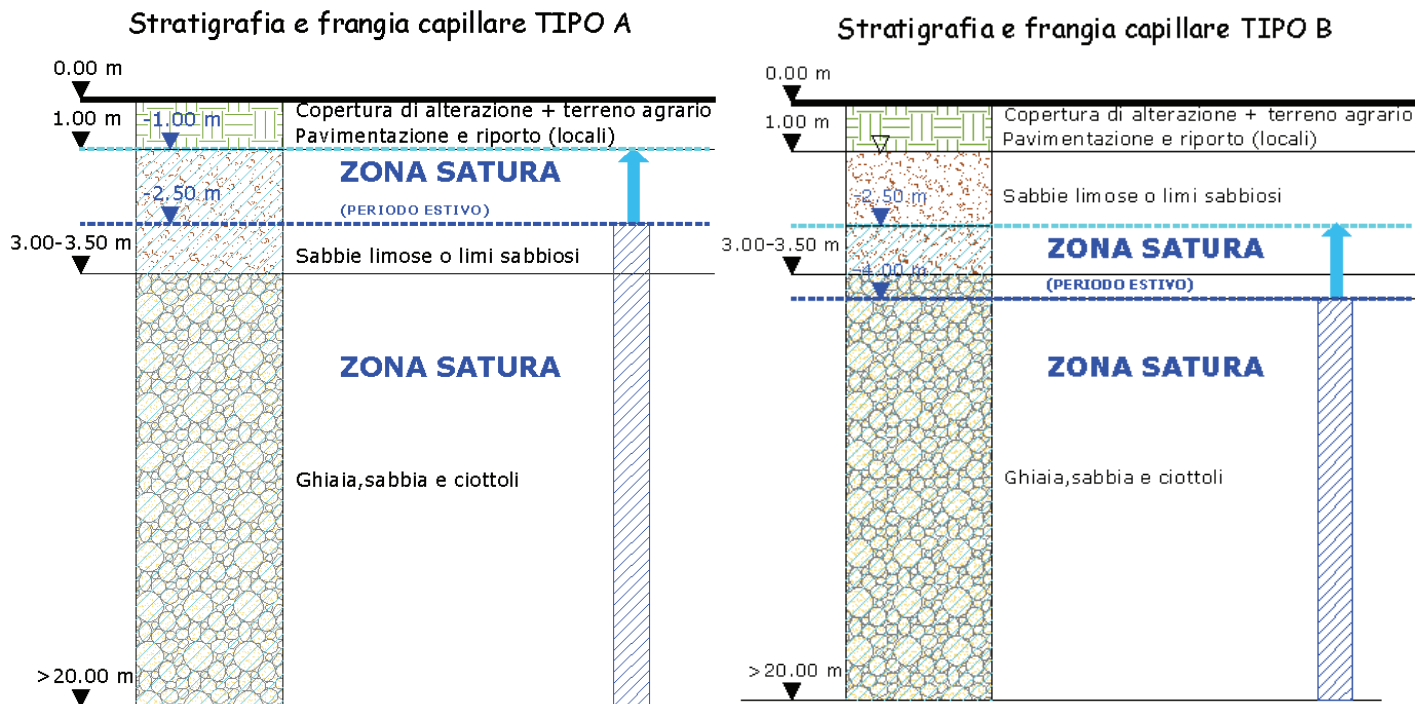 Stratigrafia e frangia capillare TIPO A
0.00 m
Copertura di alterazione + terreno agrario
1.00 m
-1.00 m
Pavimentazione e riporto (locali)
ZONA SATURA
-2.50 m
(PERIODO ESTIVO)
3.00-3.50 m
Sabbie limose o limi sabbiosi
ZONA SATURA
Ghiaia,sabbia e ciottoli
>20.00 m
Stratigrafia e frangia capillare TIPO B
0.00 m
Copertura di alterazione + terreno agrario
1.00 m
Pavimentazione e riporto (locali)
-2.50 m
Sabbie limose o limi sabbiosi
3.00-3.50 m
ZONA SATURA
-4.00 m
(PERIODO ESTIVO)
ZONA SATURA
Ghiaia,sabbia e ciottoli
>20.00 m